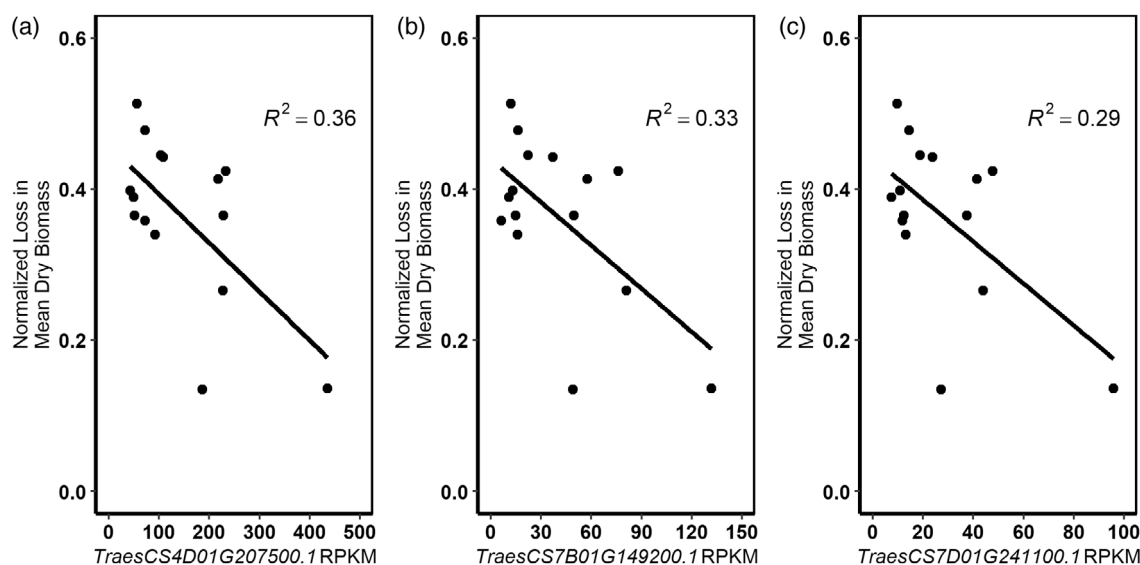 (a)
0.6
0.4
0.2
0.0
Normalized Loss in
Mean Dry Biomass
R² = 0.36
0 100 200 300 400 500
TraesCS4D01G207500.1 RPKM
(b)
0.6
0.4
0.2
0.0
Normalized Loss in
Mean Dry Biomass
R² = 0.33
0 30 60 90 120 150
TraesCS7B01G149200.1 RPKM
(c)
0.6
0.4
0.2
0.0
Normalized Loss in
Mean Dry Biomass
R² = 0.29
0 20 40 60 80 100
TraesCS7D01G241100.1 RPKM